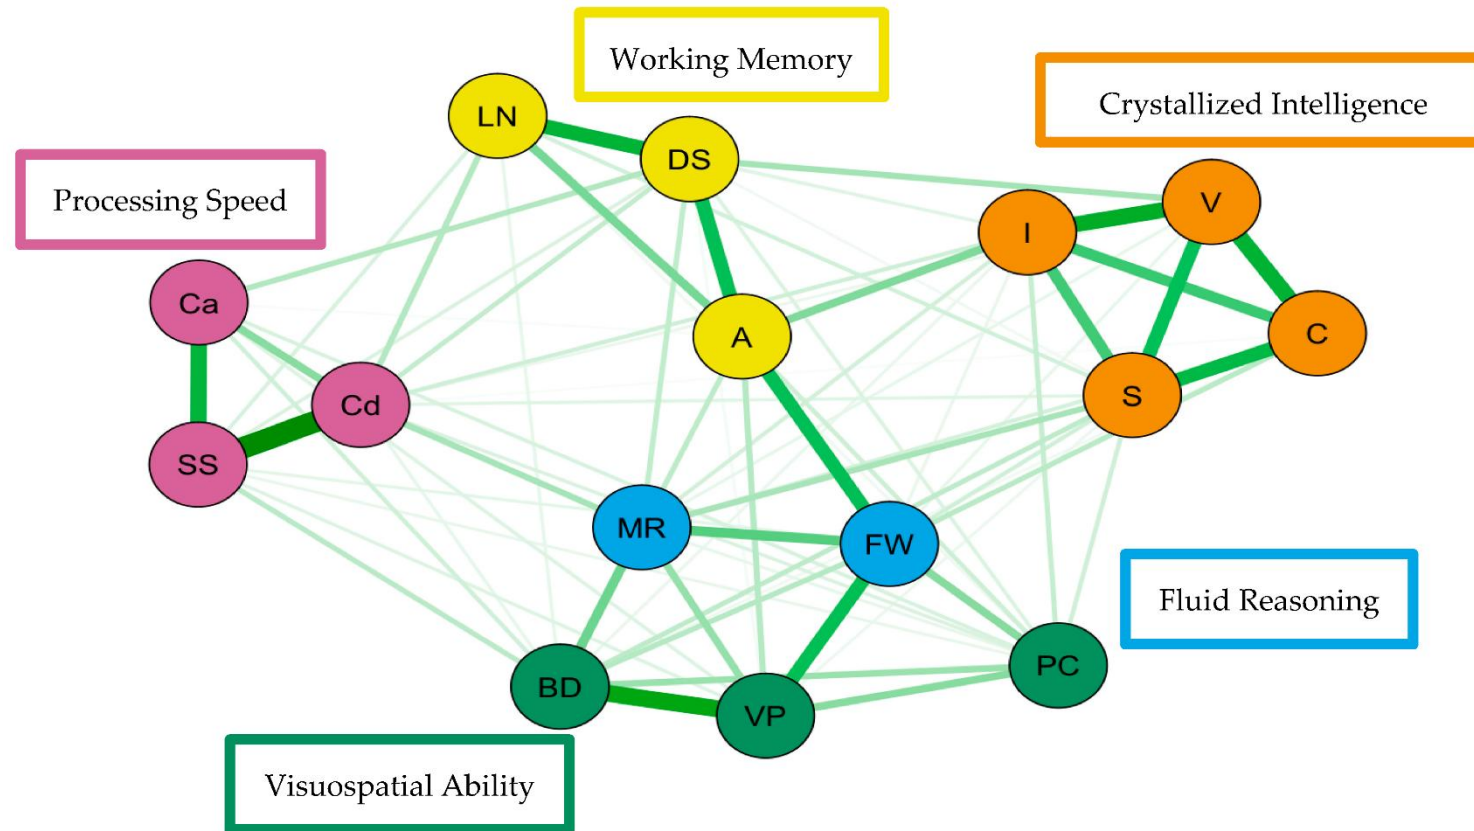 Working Memory
Crystallized Intelligence
Processing Speed
LN
DS
V
I
Ca
C
A
S
Cd
SS
MR
FW
Fluid Reasoning
PC
BD
VP
Visuospatial Ability